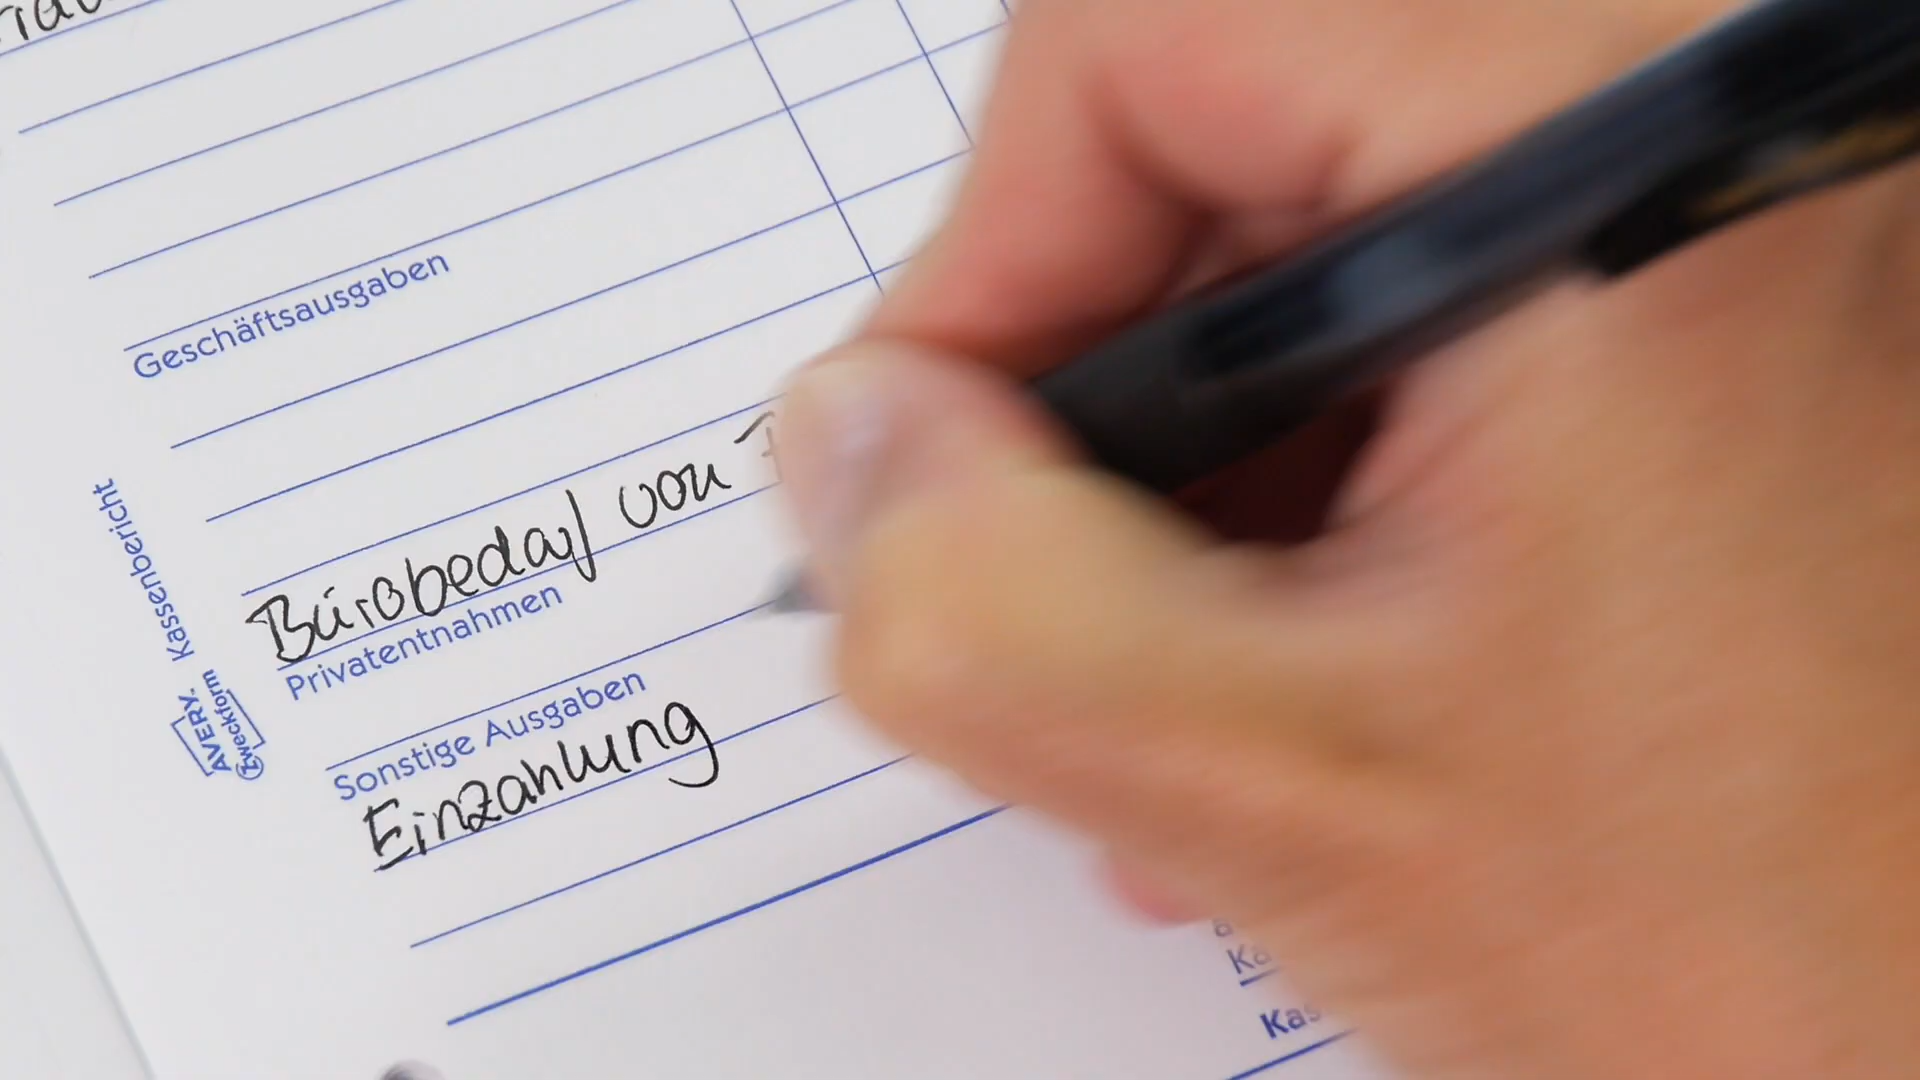 Geschäftsausgaben
Bürobedarf von
Privatentnahmen
Sonstige Ausgaben
Einzahlung
AVERY.
Zweckform
Kassenbericht